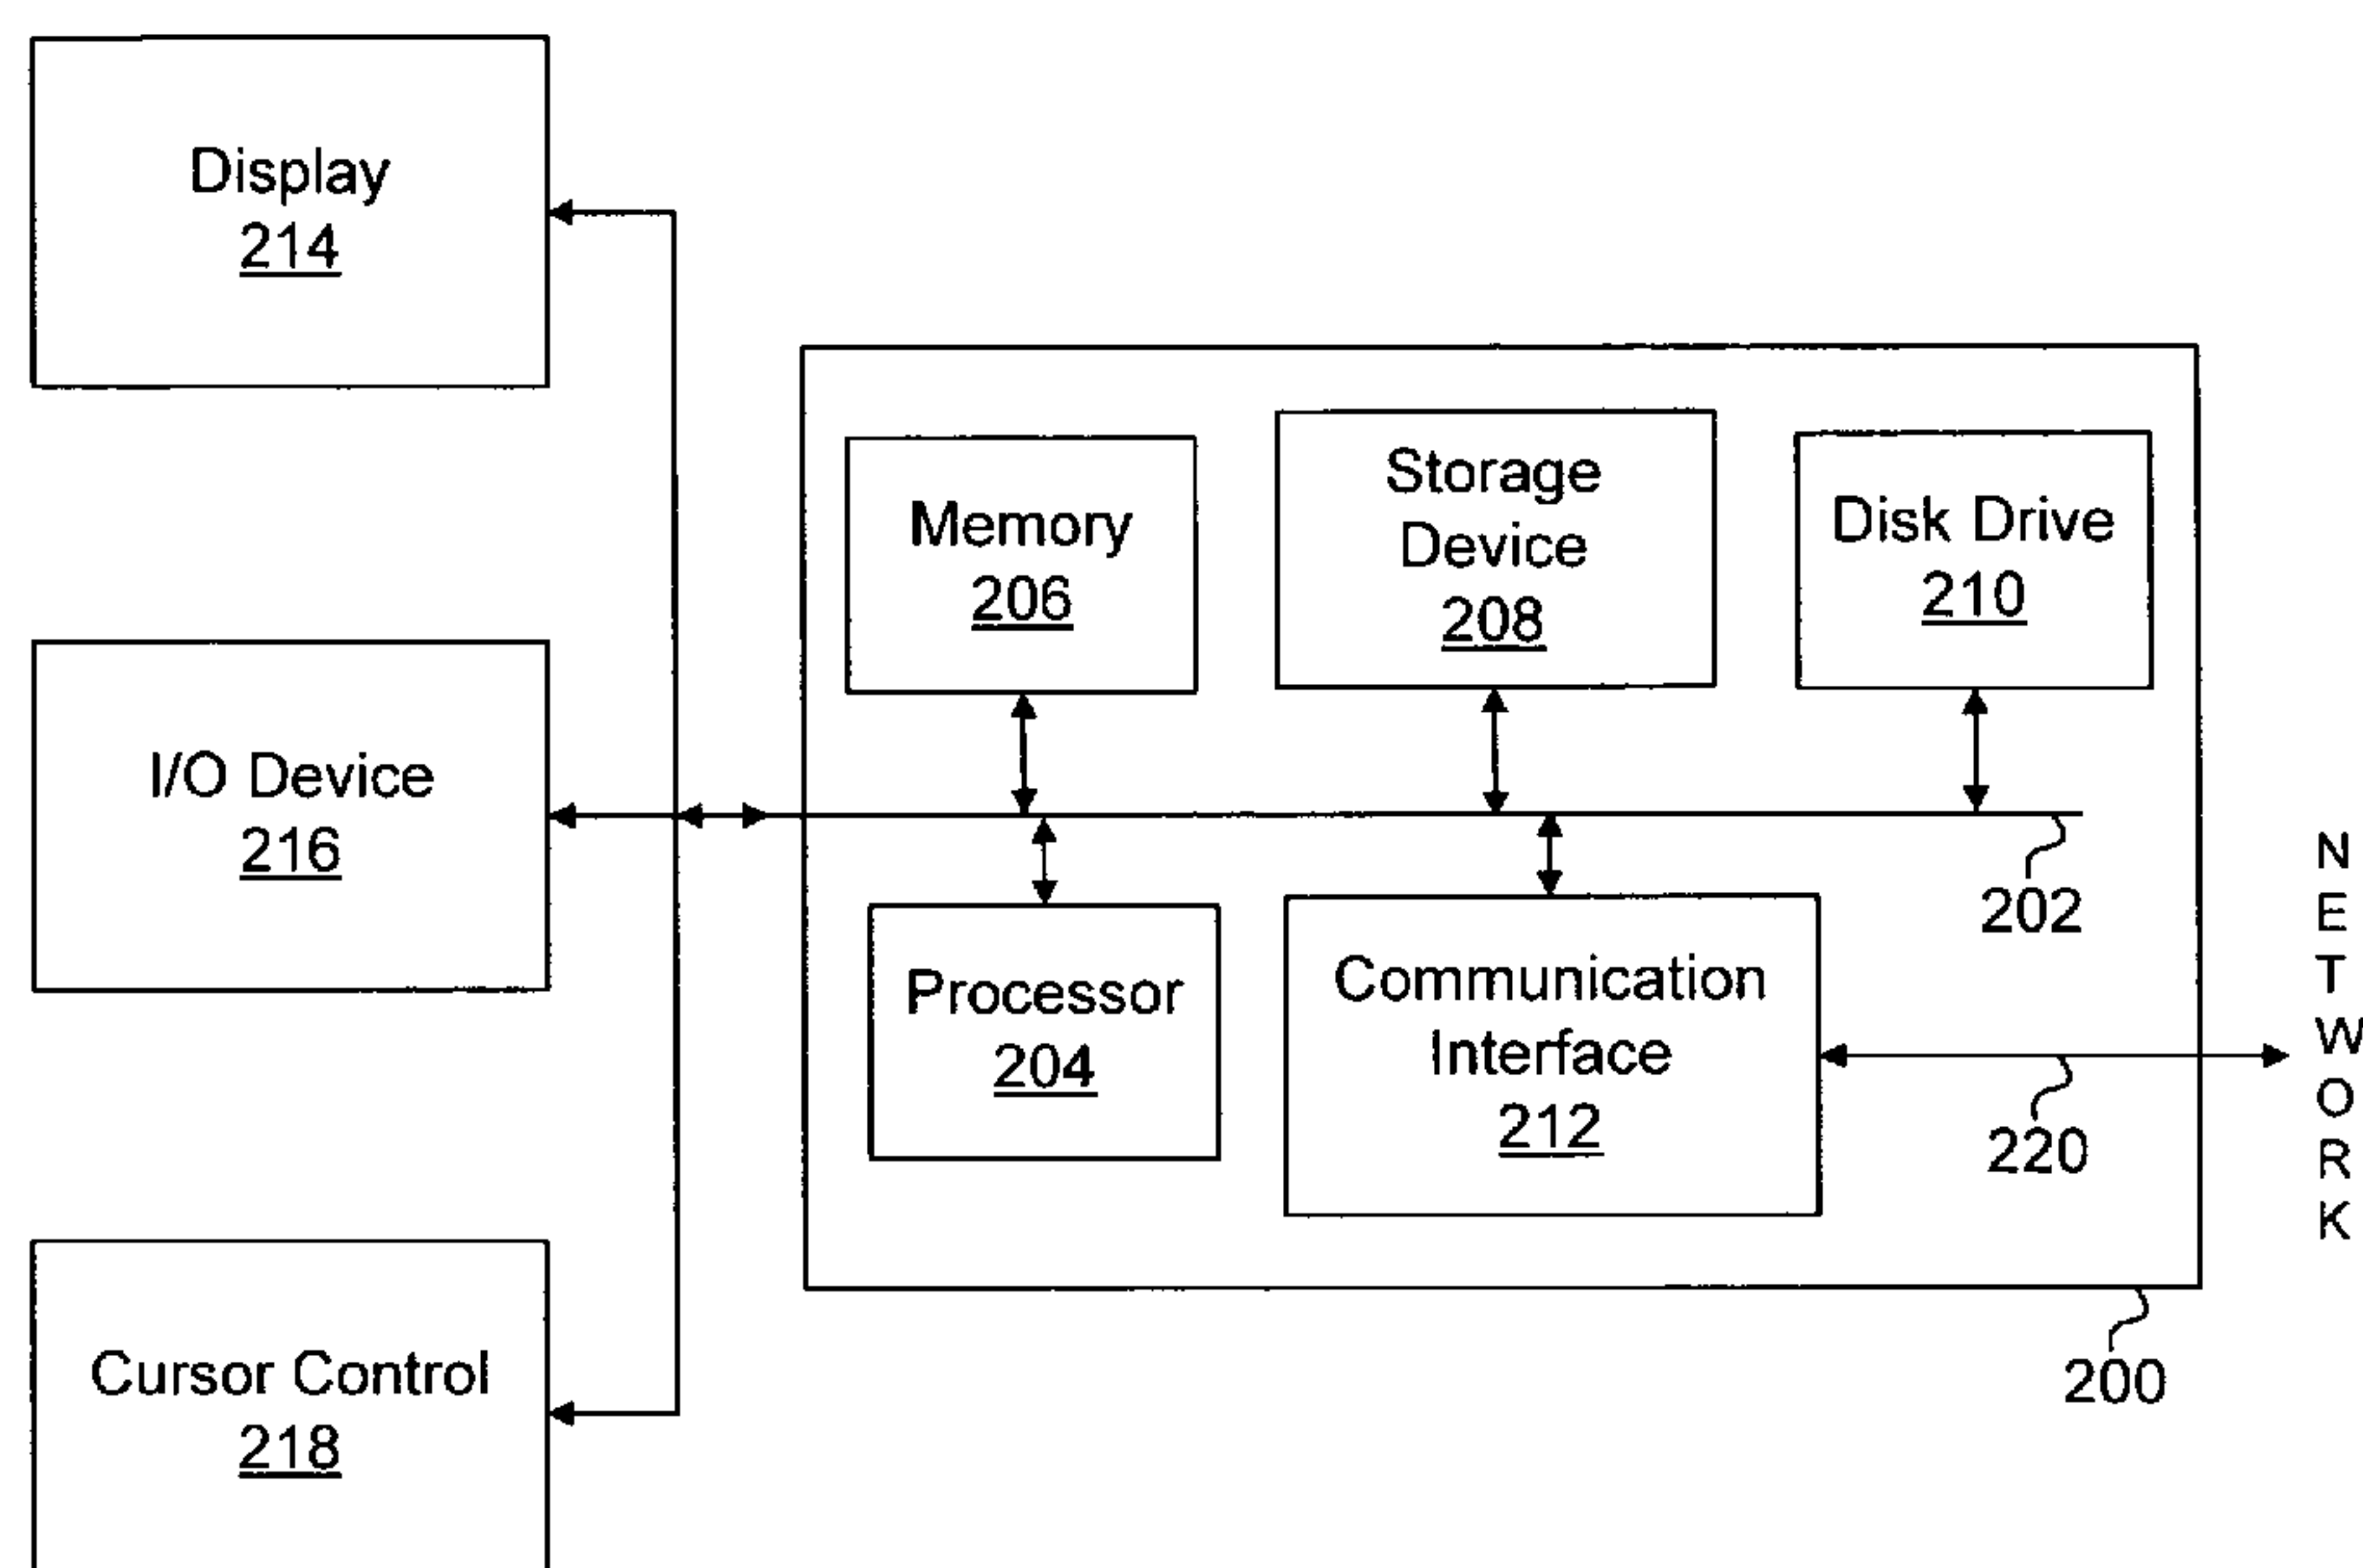 Display
214
Memory
206
Storage
Device
208
Disk Drive
210
I/O Device
216
202
Processor
204
Communication
Interface
212
220
NETWORK
Cursor Control
218
200